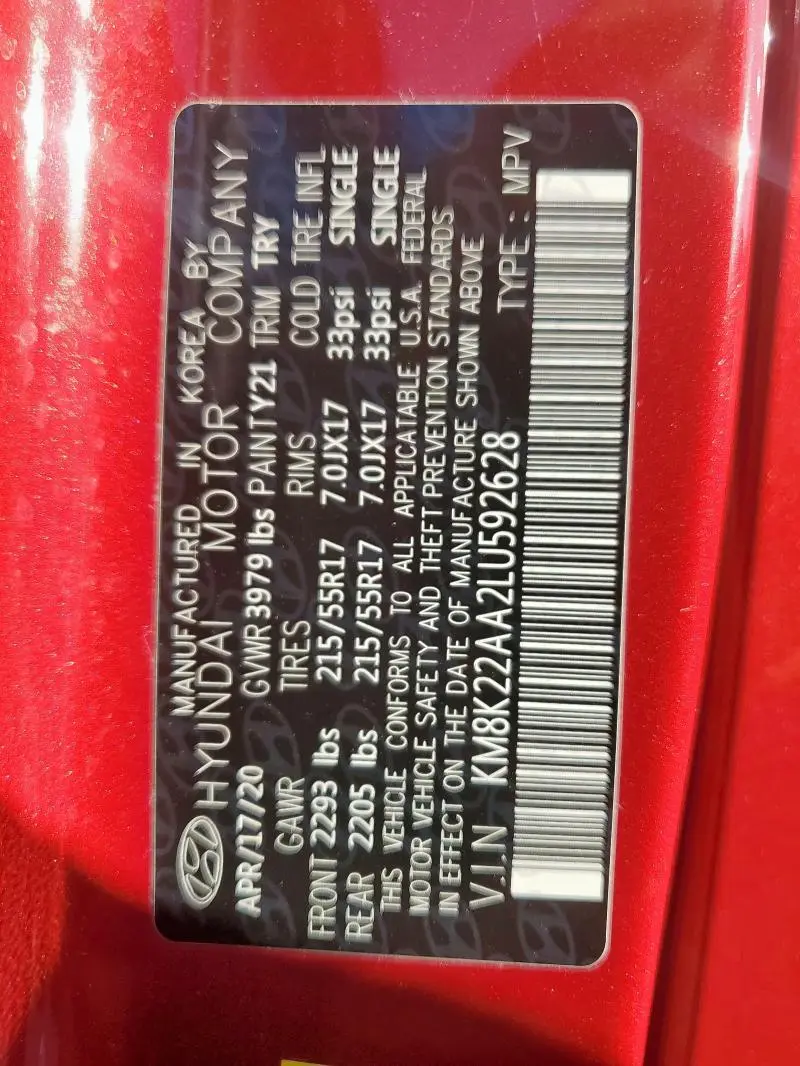 MANUFACTURED IN KOREA BY
HYUNDAI MOTOR COMPANY
APR/17/20 GVWR 3979 lbs PAINT Y21 TRIM TRY
GAWR TIRES RIMS COLD TIRE INFL
FRONT 2293 lbs 215/55R17 7.0JX17 33psi SINGLE
REAR 2205 lbs 215/55R17 7.0JX17 33psi SINGLE
THIS VEHICLE CONFORMS TO ALL APPLICATABLE U.S.A. FEDERAL
MOTOR VEHICLE SAFETY AND THEFT PREVENTION STANDARDS
IN EFFECT ON THE DATE OF MANUFACTURE SHOWN ABOVE
V.I.N KM8K22AA2LU592628 TYPE : MPV